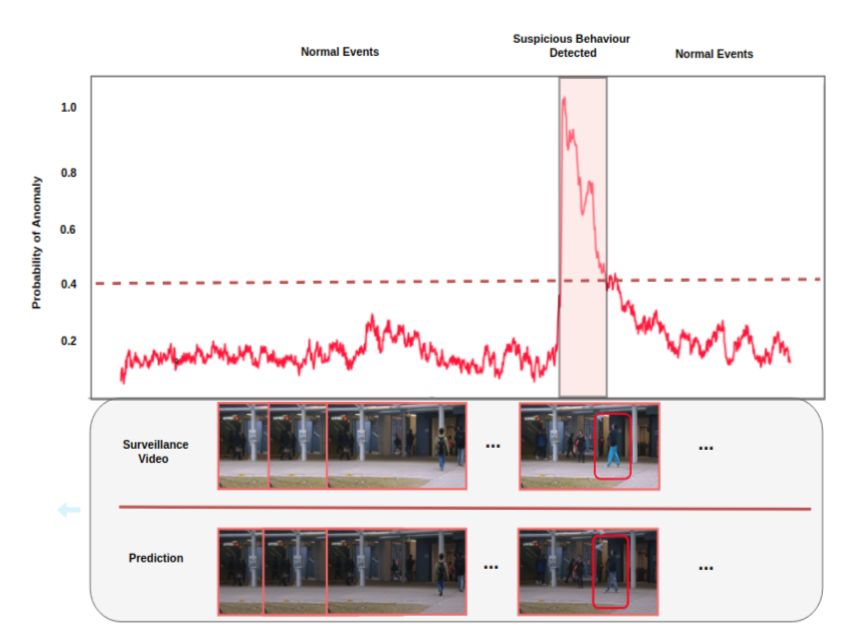 Normal Events
Suspicious Behaviour
Detected
Normal Events
Probability of Anomaly
1.0
0.8
0.6
0.4
0.2
Surveillance
Video
...
...
Prediction
...
...